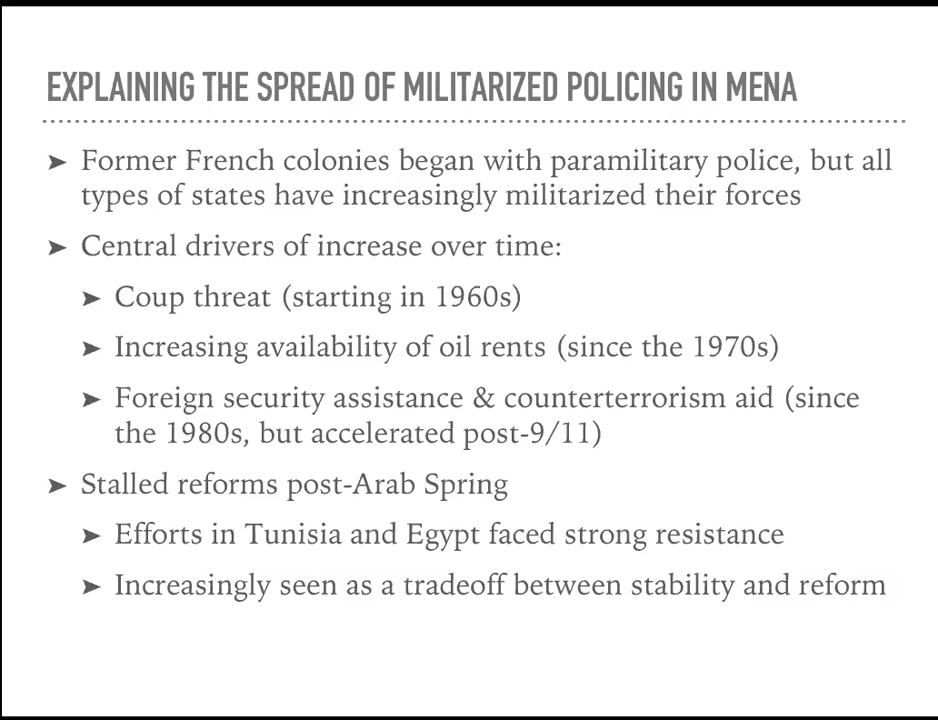 EXPLAINING THE SPREAD OF MILITARIZED POLICING IN MENA
➤ Former French colonies began with paramilitary police, but all
types of states have increasingly militarized their forces
➤ Central drivers of increase over time:
➤ Coup threat (starting in 1960s)
➤ Increasing availability of oil rents (since the 1970s)
➤ Foreign security assistance & counterterrorism aid (since
the 1980s, but accelerated post-9/11)
➤ Stalled reforms post-Arab Spring
➤ Efforts in Tunisia and Egypt faced strong resistance
➤ Increasingly seen as a tradeoff between stability and reform